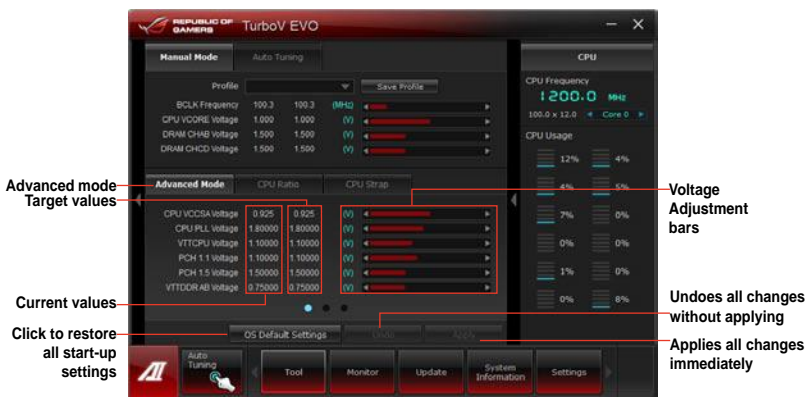 REPUBLIC OF
GAMERS
TurboV EVO
Manual Mode
Auto Tuning
CPU
Profile
Save Profile
BCLK Frequency 100.3 100.3 (MHz)
CPU VCORE Voltage 1.000 1.000 (V)
DRAM CHAB Voltage 1.500 1.500 (V)
DRAM CHCD Voltage 1.500 1.500 (V)
CPU Frequency
1200.0 MHz
100.0 x 12.0 Core 0
CPU Usage
12% 4%
4% 5%
7% 0%
0% 0%
1% 0%
0% 8%
Advanced mode
Target values
Advanced Mode
CPU Ratio
CPU Strap
CPU VCCSA Voltage 0.925 0.925 (V)
CPU PLL Voltage 1.80000 1.80000 (V)
VTTCPU Voltage 1.10000 1.10000 (V)
PCH 1.1 Voltage 1.10000 1.10000 (V)
PCH 1.5 Voltage 1.50000 1.50000 (V)
VTTDDR AB Voltage 0.75000 0.75000 (V)
Voltage
Adjustment
bars
Current values
Click to restore
all start-up
settings
OS Default Settings
Undo
Apply
Undoes all changes
without applying
Applies all changes
immediately
Auto
Tuning
Tool
Monitor
Update
System
Information
Settings